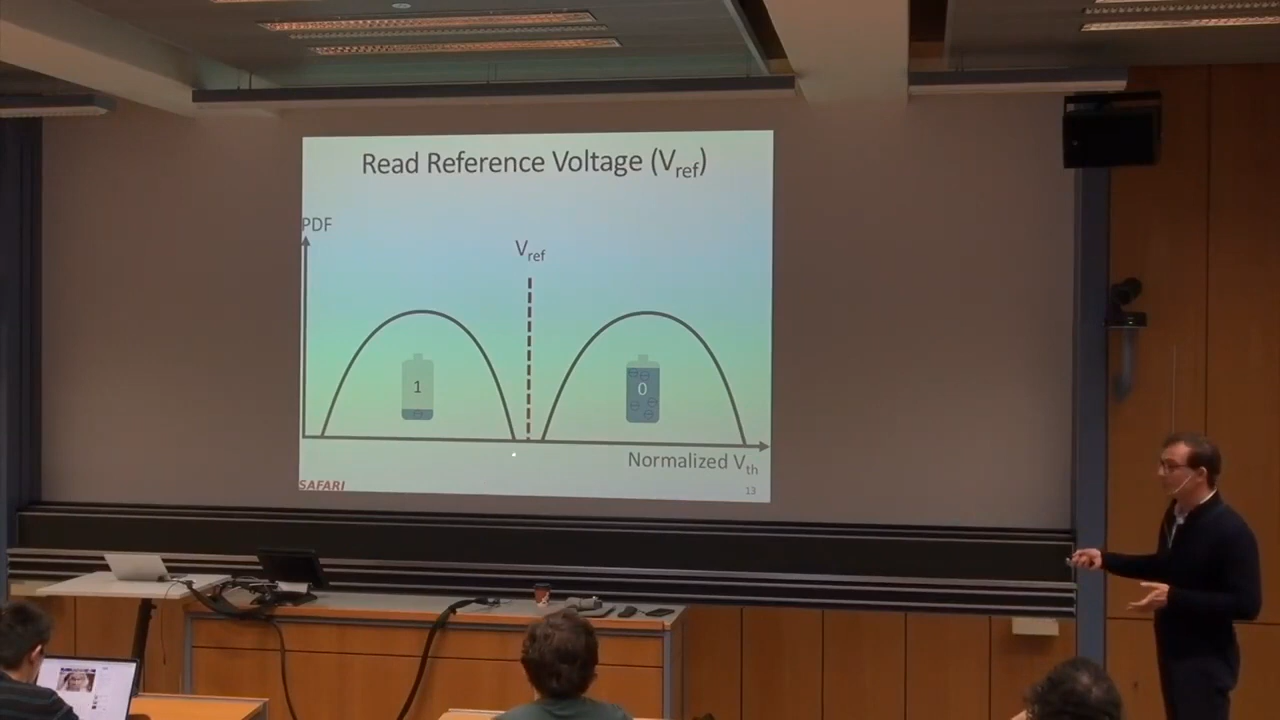 Read Reference Voltage (Vref)
PDF
Vref
1
0
Normalized Vth
SAFARI
13